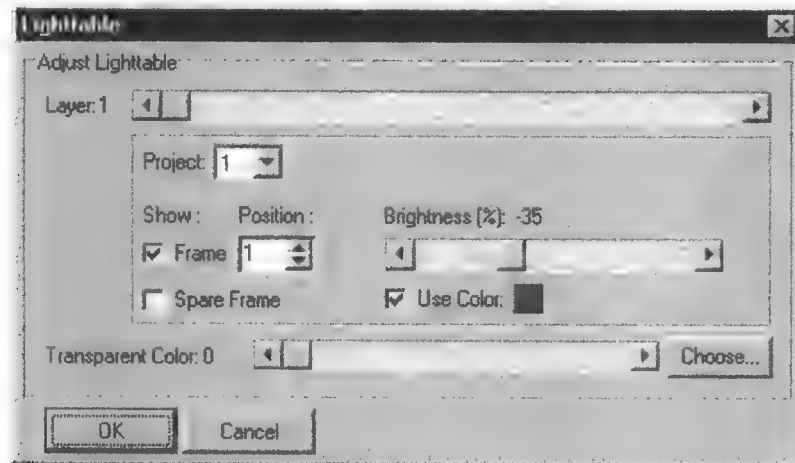 Lighttable
Adjust Lighttable
Layer: 1
Project: 1
Show : Position : Brightness (%): -35
Frame 1
Spare Frame Use Color:
Transparent Color: 0 Choose...
OK Cancel